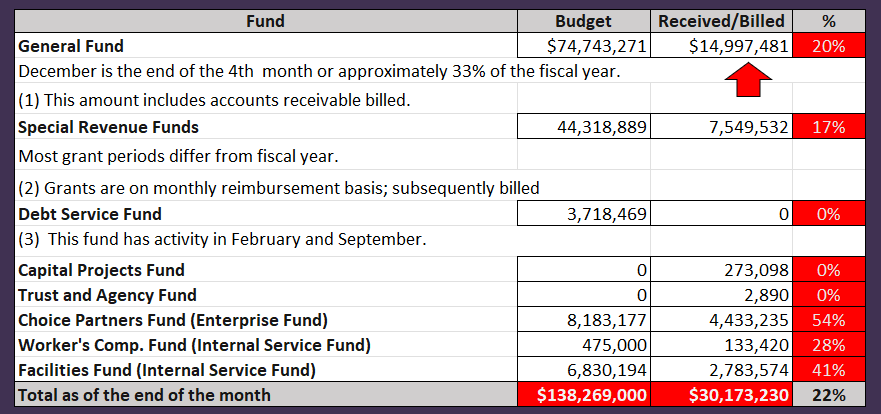 Fund Budget Received/Billed %
General Fund $74,743,271 $14,997,481 20%
December is the end of the 4th  month or approximately 33% of the fiscal year.
(1) This amount includes accounts receivable billed.
Special Revenue Funds 44,318,889 7,549,532 17%
Most grant periods differ from fiscal year.
(2) Grants are on monthly reimbursement basis; subsequently billed
Debt Service Fund 3,718,469 0 0%
(3)  This fund has activity in February and September.
Capital Projects Fund 0 273,098 0%
Trust and Agency Fund 0 2,890 0%
Choice Partners Fund (Enterprise Fund) 8,183,177 4,433,235 54%
Worker's Comp. Fund (Internal Service Fund) 475,000 133,420 28%
Facilities Fund (Internal Service Fund) 6,830,194 2,783,574 41%
Total as of the end of the month $138,269,000 $30,173,230 22%